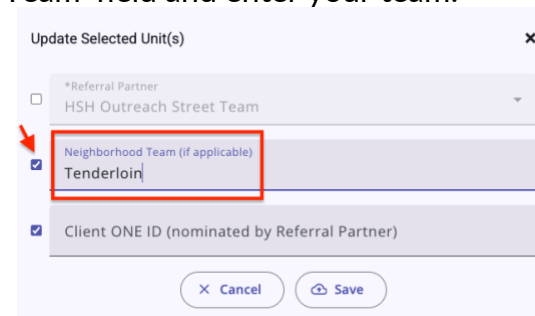 Team" field and enter your team.
Update Selected Unit(s)
*Referral Partner
HSH Outreach Street Team
Neighborhood Team (if applicable)
Tenderloin
Client ONE ID (nominated by Referral Partner)
Cancel
Save